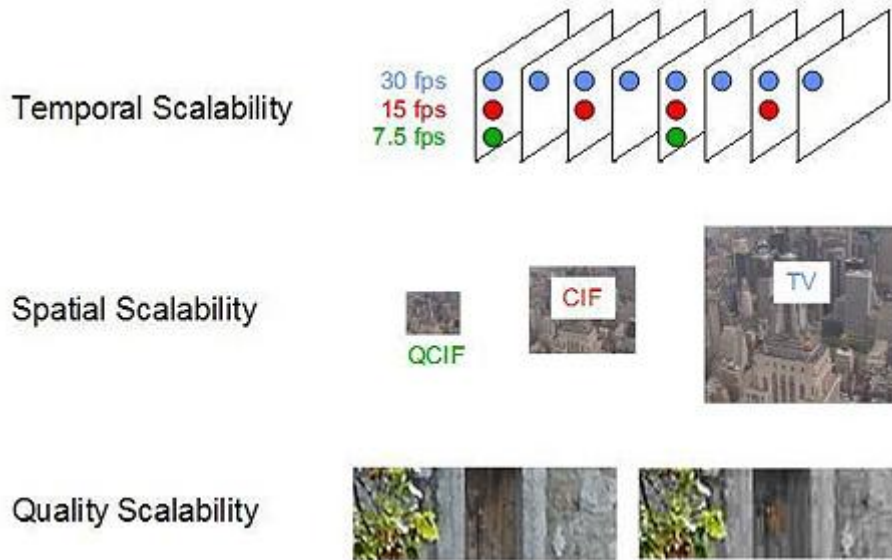 30 fps
Temporal Scalability
15 fps
7.5 fps
Spatial Scalability
QCIF
CIF
TV
Quality Scalability